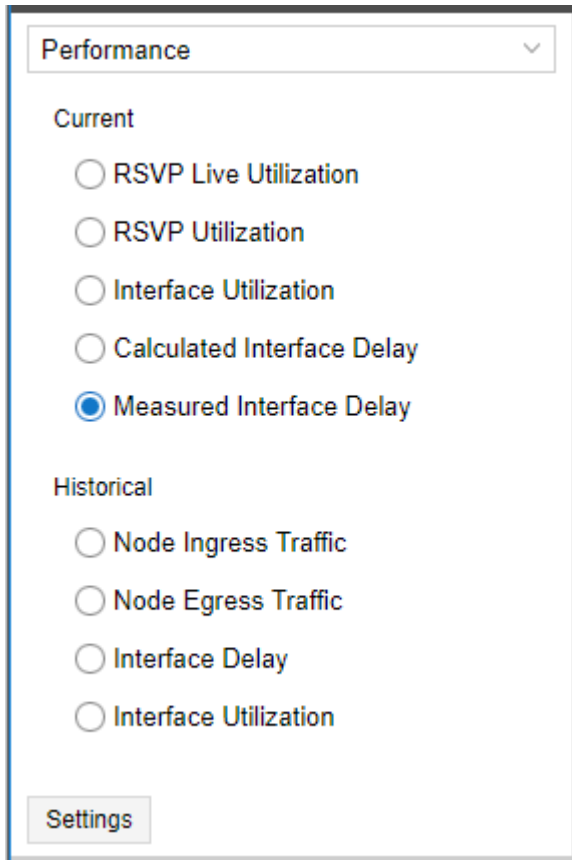 Performance
Current
RSVP Live Utilization
RSVP Utilization
Interface Utilization
Calculated Interface Delay
Measured Interface Delay
Historical
Node Ingress Traffic
Node Egress Traffic
Interface Delay
Interface Utilization
Settings